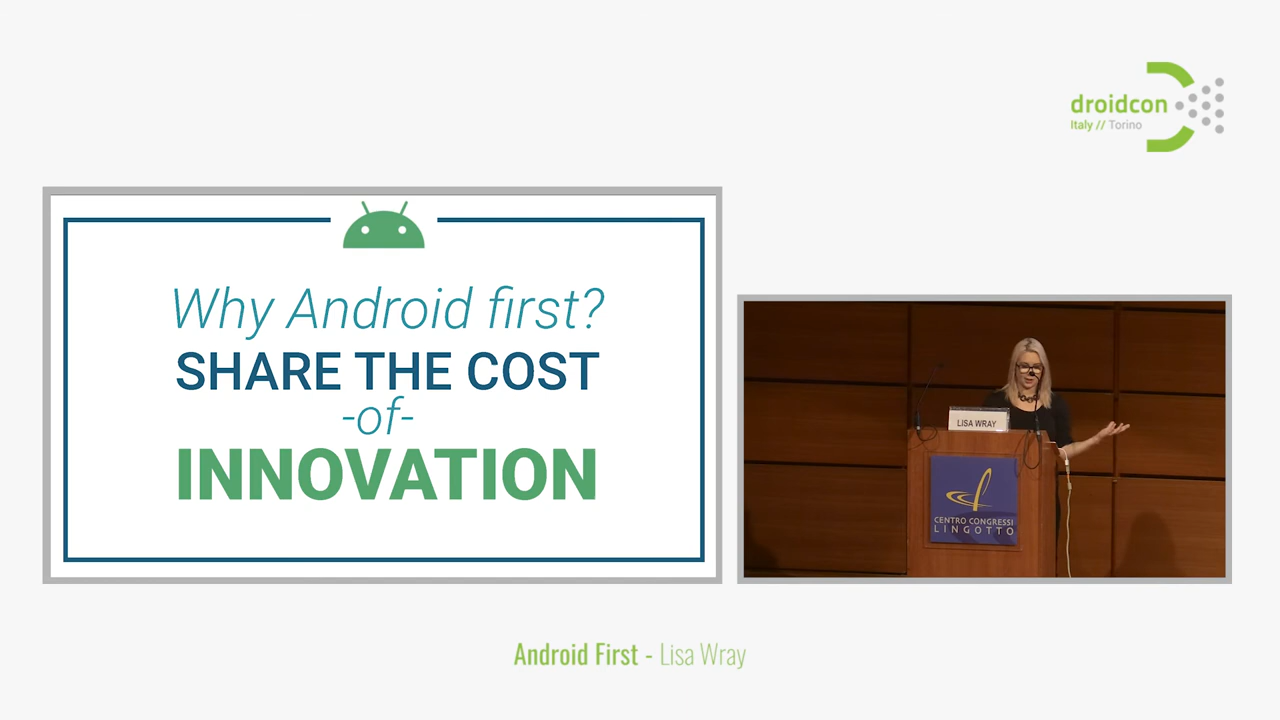 droidcon
Italy // Torino
Why Android first?
SHARE THE COST
-of-
INNOVATION
LISA WRAY
CENTRO CONGRESSI
LINGOTTO
Android First - Lisa Wray